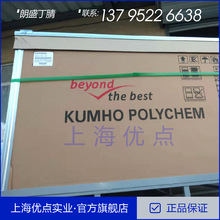 "朗盛丁腈 "联系: 137 9522 6638
beyond
the best
KUMHO POLYCHEM
上海优点
上海优点实业·官方旗舰店 正品保证